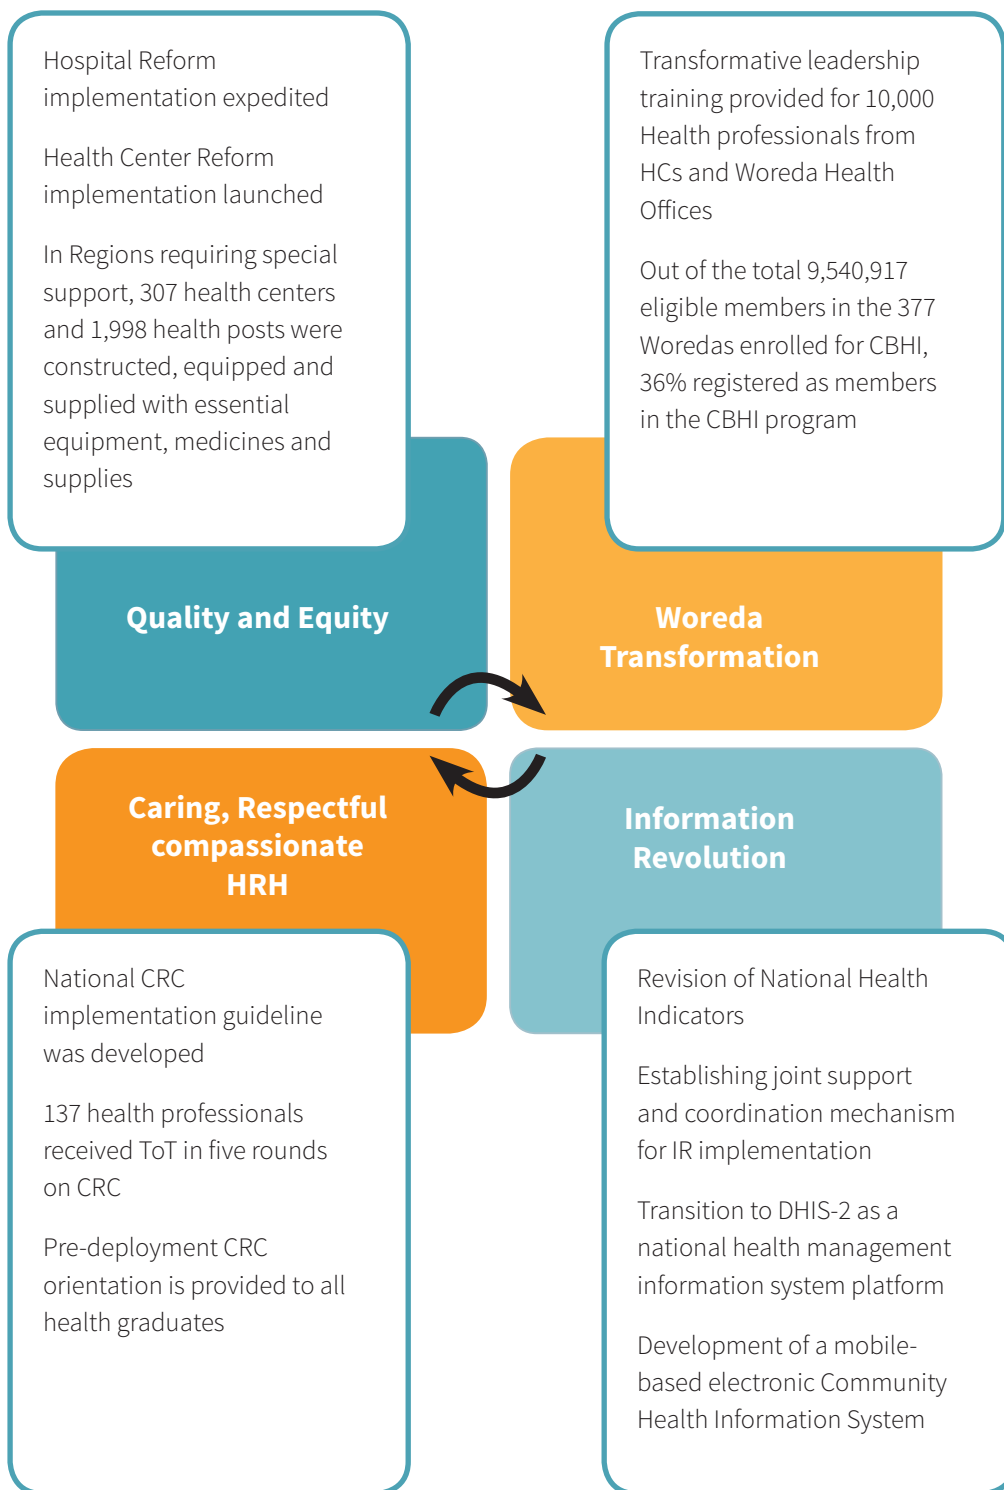 Hospital Reform
implementation expedited
Health Center Reform
implementation launched
In Regions requiring special
support, 307 health centers
and 1,998 health posts were
constructed, equipped and
supplied with essential
equipment, medicines and
supplies
Transformative leadership
training provided for 10,000
Health professionals from
HCs and Woreda Health
Offices
Out of the total 9,540,917
eligible members in the 377
Woredas enrolled for CBHI,
36% registered as members
in the CBHI program
Quality and Equity
Woreda
Transformation
Caring, Respectful
compassionate
HRH
Information
Revolution
National CRC
implementation guideline
was developed
137 health professionals
received ToT in five rounds
on CRC
Pre-deployment CRC
orientation is provided to all
health graduates
Revision of National Health
Indicators
Establishing joint support
and coordination mechanism
for IR implementation
Transition to DHIS-2 as a
national health management
information system platform
Development of a mobile-
based electronic Community
Health Information System